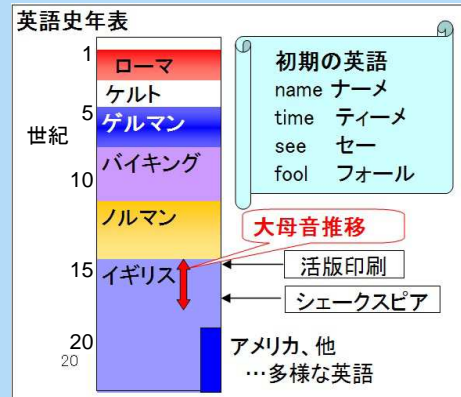 英語史年表
1
ローマ
ケルト
5
ゲルマン
世紀
バイキング
10
ノルマン
15
イギリス
20
20
初期の英語
name ナーメ
time ティーメ
see セー
fool フォール
大母音推移
活版印刷
シェークスピア
アメリカ、他
…多様な英語